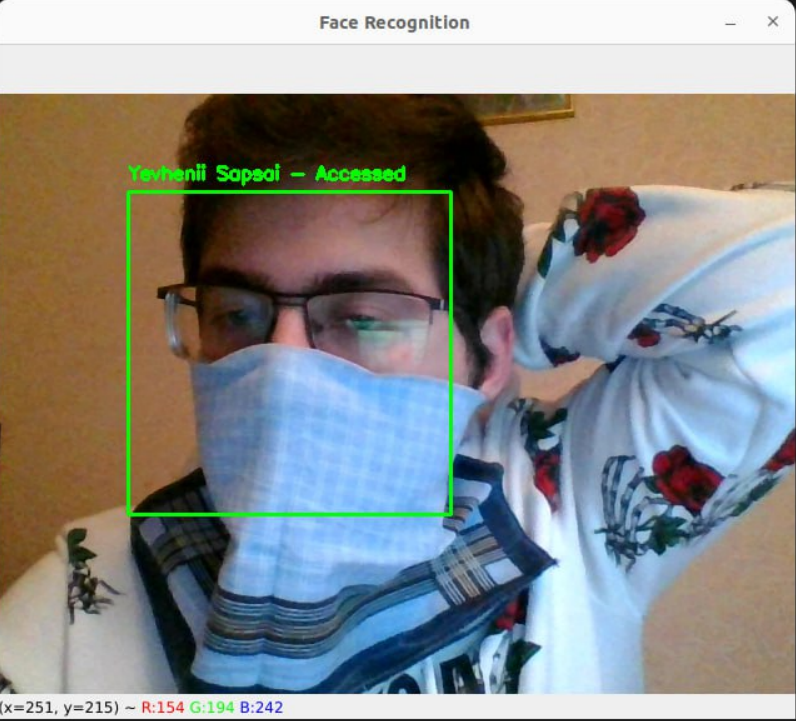 Face Recognition
Yevhenii Sapsai - Accessed
(x=251, y=215) ~ R:154 G:194 B:242